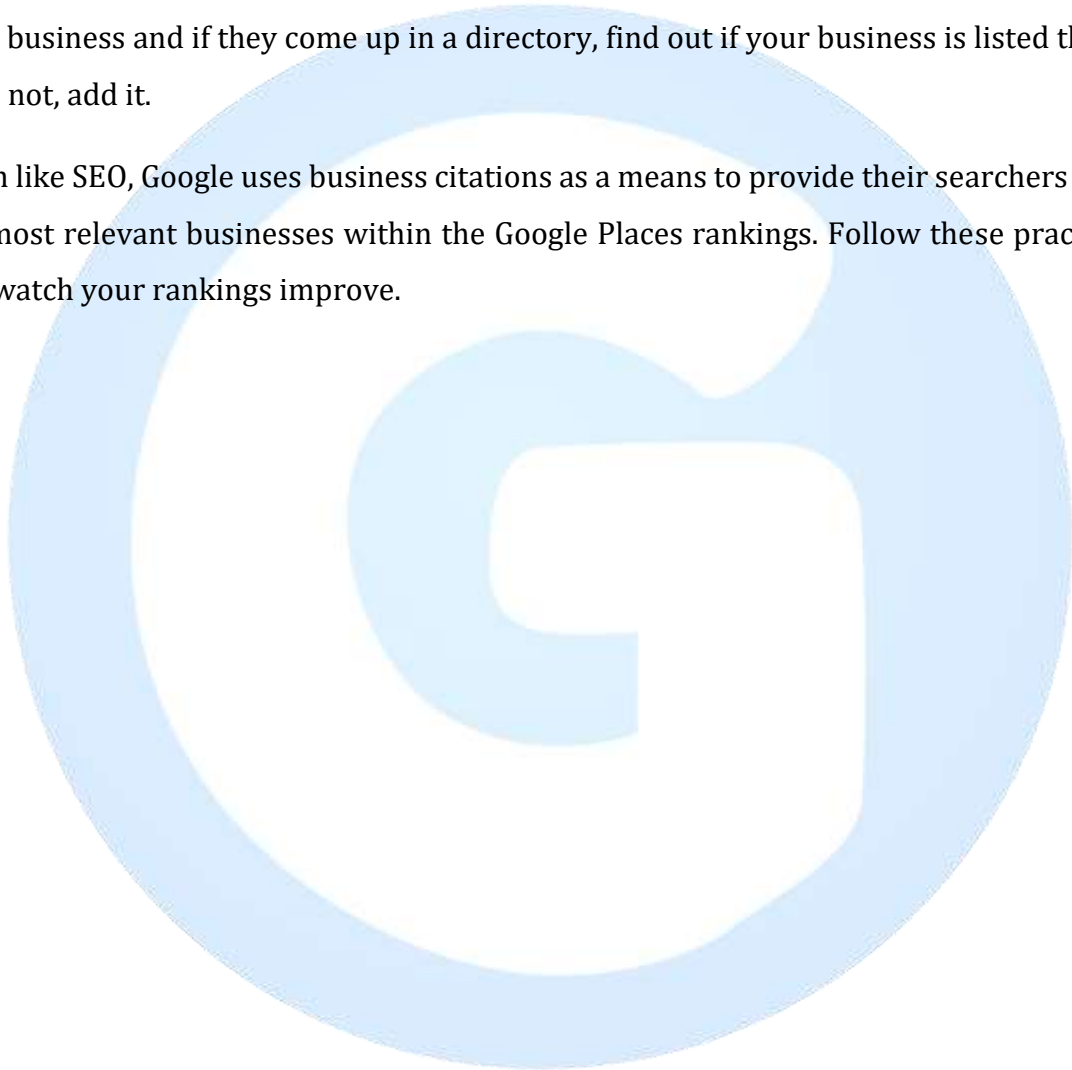 business and if they come up in a directory, find out if your business is listed
not, add it.
like SEO, Google uses business citations as a means to provide their searchers
most relevant businesses within the Google Places rankings. Follow these
watch your rankings improve.
G